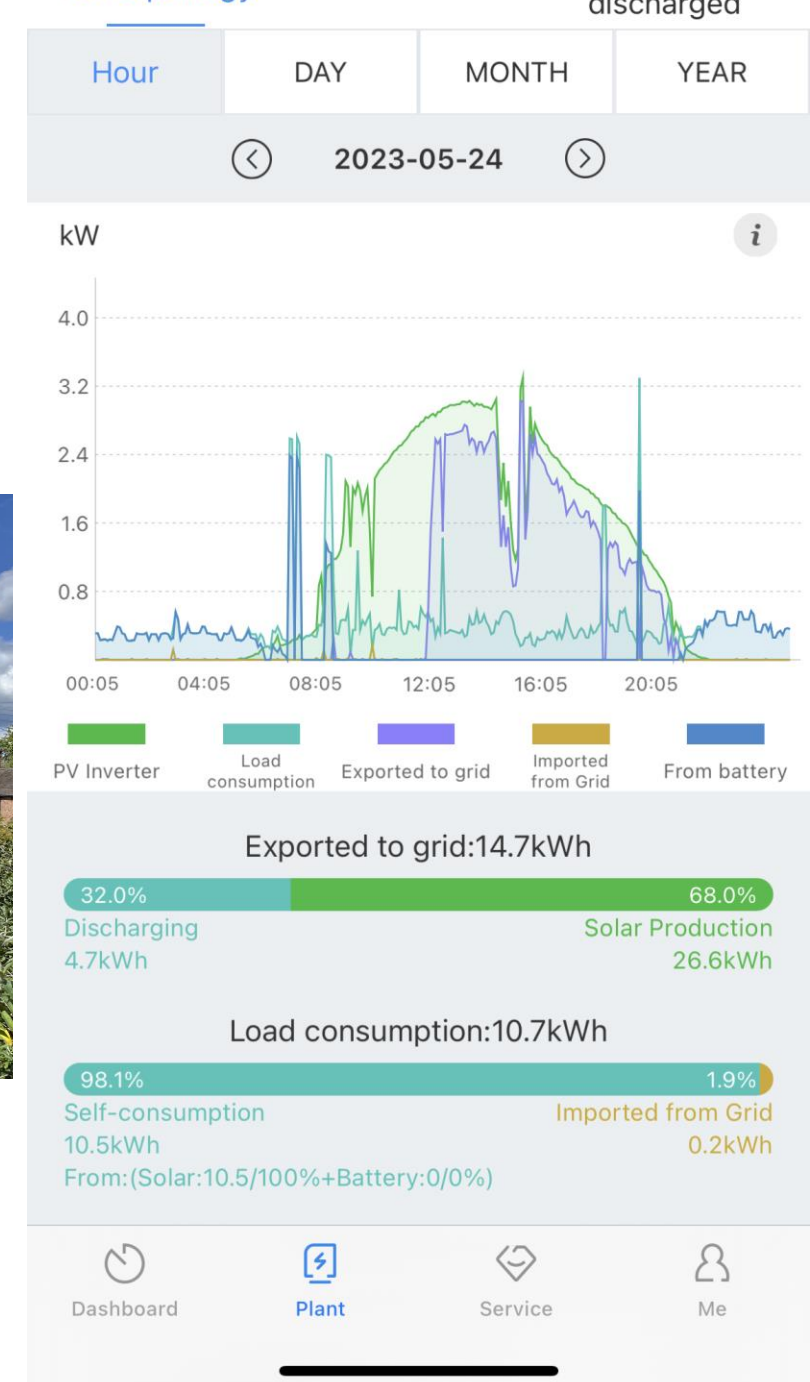 discharged
Hour DAY MONTH YEAR
2023-05-24
kW i
4.0
3.2
2.4
1.6
0.8
00:05 04:05 08:05 12:05 16:05 20:05
PV Inverter Load consumption Exported to grid Imported from Grid From battery
Exported to grid:14.7kWh
32.0% 68.0%
Discharging Solar Production
4.7kWh 26.6kWh
Load consumption:10.7kWh
98.1% 1.9%
Self-consumption Imported from Grid
10.5kWh 0.2kWh
From:(Solar:10.5/100%+Battery:0/0%)
Dashboard Plant Service Me